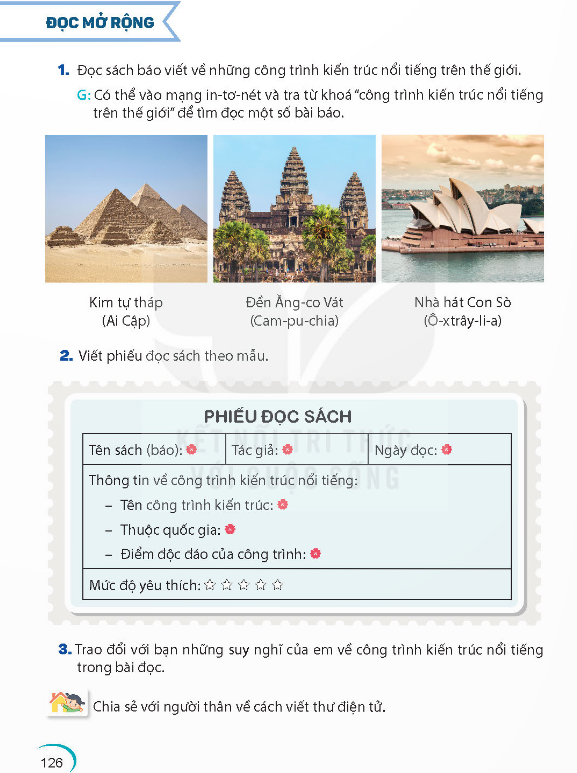 ĐỌC MỞ RỘNG
1. Đọc sách báo viết về những công trình kiến trúc nổi tiếng trên thế giới.
G: Có thể vào mạng in-tơ-nét và tra từ khoá “công trình kiến trúc nổi tiếng
trên thế giới” để tìm đọc một số bài báo.
Kim tự tháp
(Ai Cập)
Đền Ăng-co Vát
(Cam-pu-chia)
Nhà hát Con Sò
(Ô-xtrây-li-a)
2. Viết phiếu đọc sách theo mẫu.
PHIẾU ĐỌC SÁCH
KẾT NỐI TRI THỨC
VỚI CUỘC SỐNG
Tên sách (báo):
Tác giả:
Ngày đọc:
Thông tin về công trình kiến trúc nổi tiếng:
– Tên công trình kiến trúc:
– Thuộc quốc gia:
– Điểm độc đáo của công trình:
Mức độ yêu thích:
3. Trao đổi với bạn những suy nghĩ của em về công trình kiến trúc nổi tiếng
trong bài đọc.
Chia sẻ với người thân về cách viết thư điện tử.
126